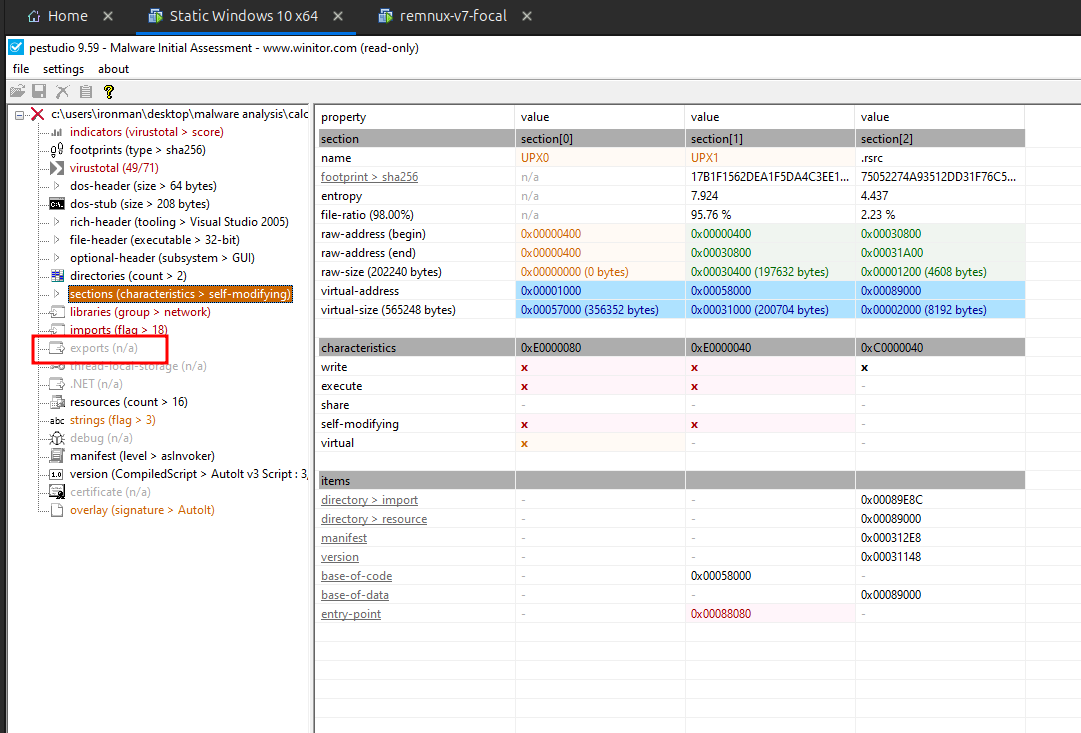 Home × Static Windows 10 x64 × remnux-v7-focal ×
pestudio 9.59 - Malware Initial Assessment - www.winitor.com (read-only)
file settings about
c:\users\ironman\desktop\malware analysis\calc
indicators (virustotal > score)
footprints (type > sha256)
virustotal (49/71)
dos-header (size > 64 bytes)
dos-stub (size > 208 bytes)
rich-header (tooling > Visual Studio 2005)
file-header (executable > 32-bit)
optional-header (subsystem > GUI)
directories (count > 2)
sections (characteristics > self-modifying)
libraries (group > network)
imports (flag > 18)
exports (n/a)
thread-local-storage (n/a)
.NET (n/a)
resources (count > 16)
abc strings (flag > 3)
debug (n/a)
manifest (level > asInvoker)
1.0 version (CompiledScript > AutoIt v3 Script : 3,
certificate (n/a)
overlay (signature > AutoIt)
property value value value
section section[0] section[1] section[2]
name UPX0 UPX1 .rsrc
footprint > sha256 n/a 17B1F1562DEA1F5DA4C3EE1... 75052274A93512DD31F76C5...
entropy n/a 7.924 4.437
file-ratio (98.00%) n/a 95.76 % 2.23 %
raw-address (begin) 0x00000400 0x00000400 0x00030800
raw-address (end) 0x00000400 0x00030800 0x00031A00
raw-size (202240 bytes) 0x00000000 (0 bytes) 0x00030400 (197632 bytes) 0x00001200 (4608 bytes)
virtual-address 0x00001000 0x00058000 0x00089000
virtual-size (565248 bytes) 0x00057000 (356352 bytes) 0x00031000 (200704 bytes) 0x00002000 (8192 bytes)
characteristics 0xE0000080 0xE0000040 0xC0000040
write x x x
execute x x -
share - - -
self-modifying x x -
virtual x - -
items
directory > import - - 0x00089E8C
directory > resource - - 0x00089000
manifest - - 0x000312E8
version - - 0x00031148
base-of-code - 0x00058000 -
base-of-data - - 0x00089000
entry-point - 0x00088080 -